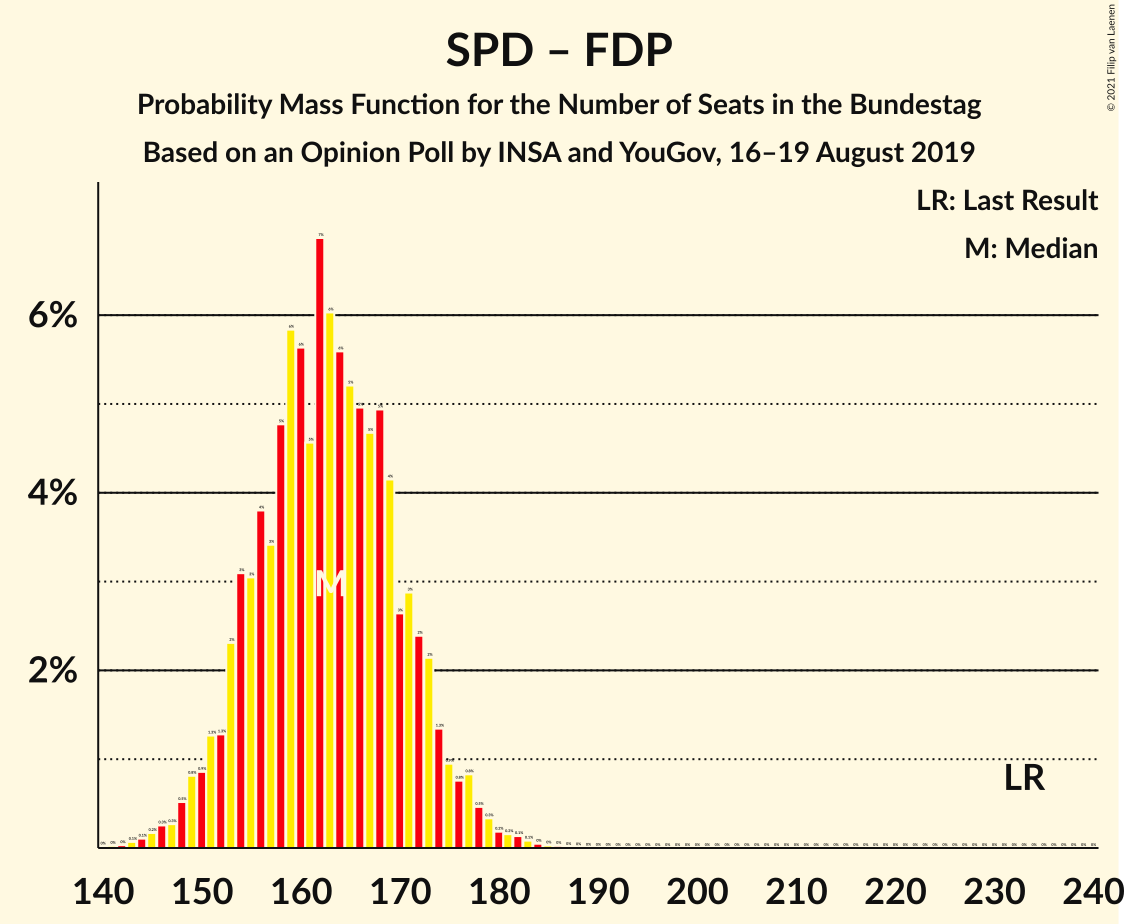 SPD – FDP
Probability Mass Function for the Number of Seats in the Bundestag
Based on an Opinion Poll by INSA and YouGov, 16–19 August 2019
© 2021 Filip van Laenen
LR: Last Result
M: Median
6%
4%
2%
M
LR
140 150 160 170 180 190 200 210 220 230 240